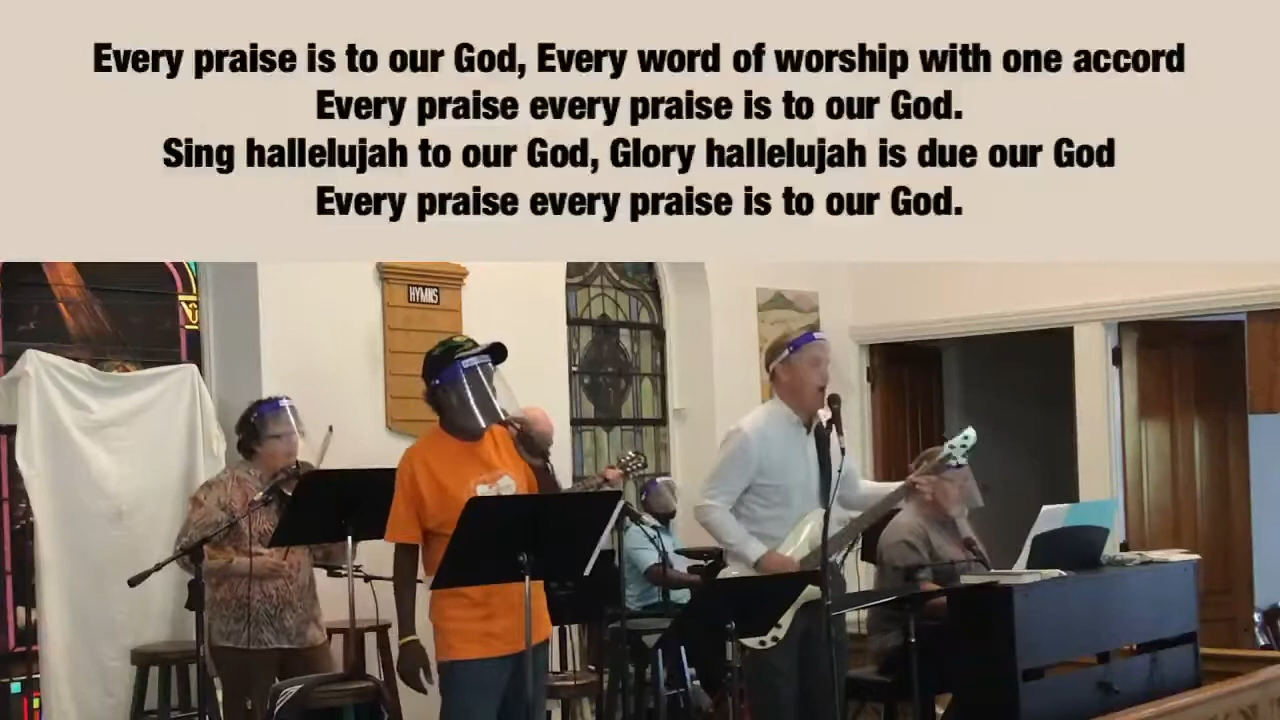 Every praise is to our God, Every word of worship with one accord
Every praise every praise is to our God.
Sing hallelujah to our God, Glory hallelujah is due our God
Every praise every praise is to our God.
HYMNS